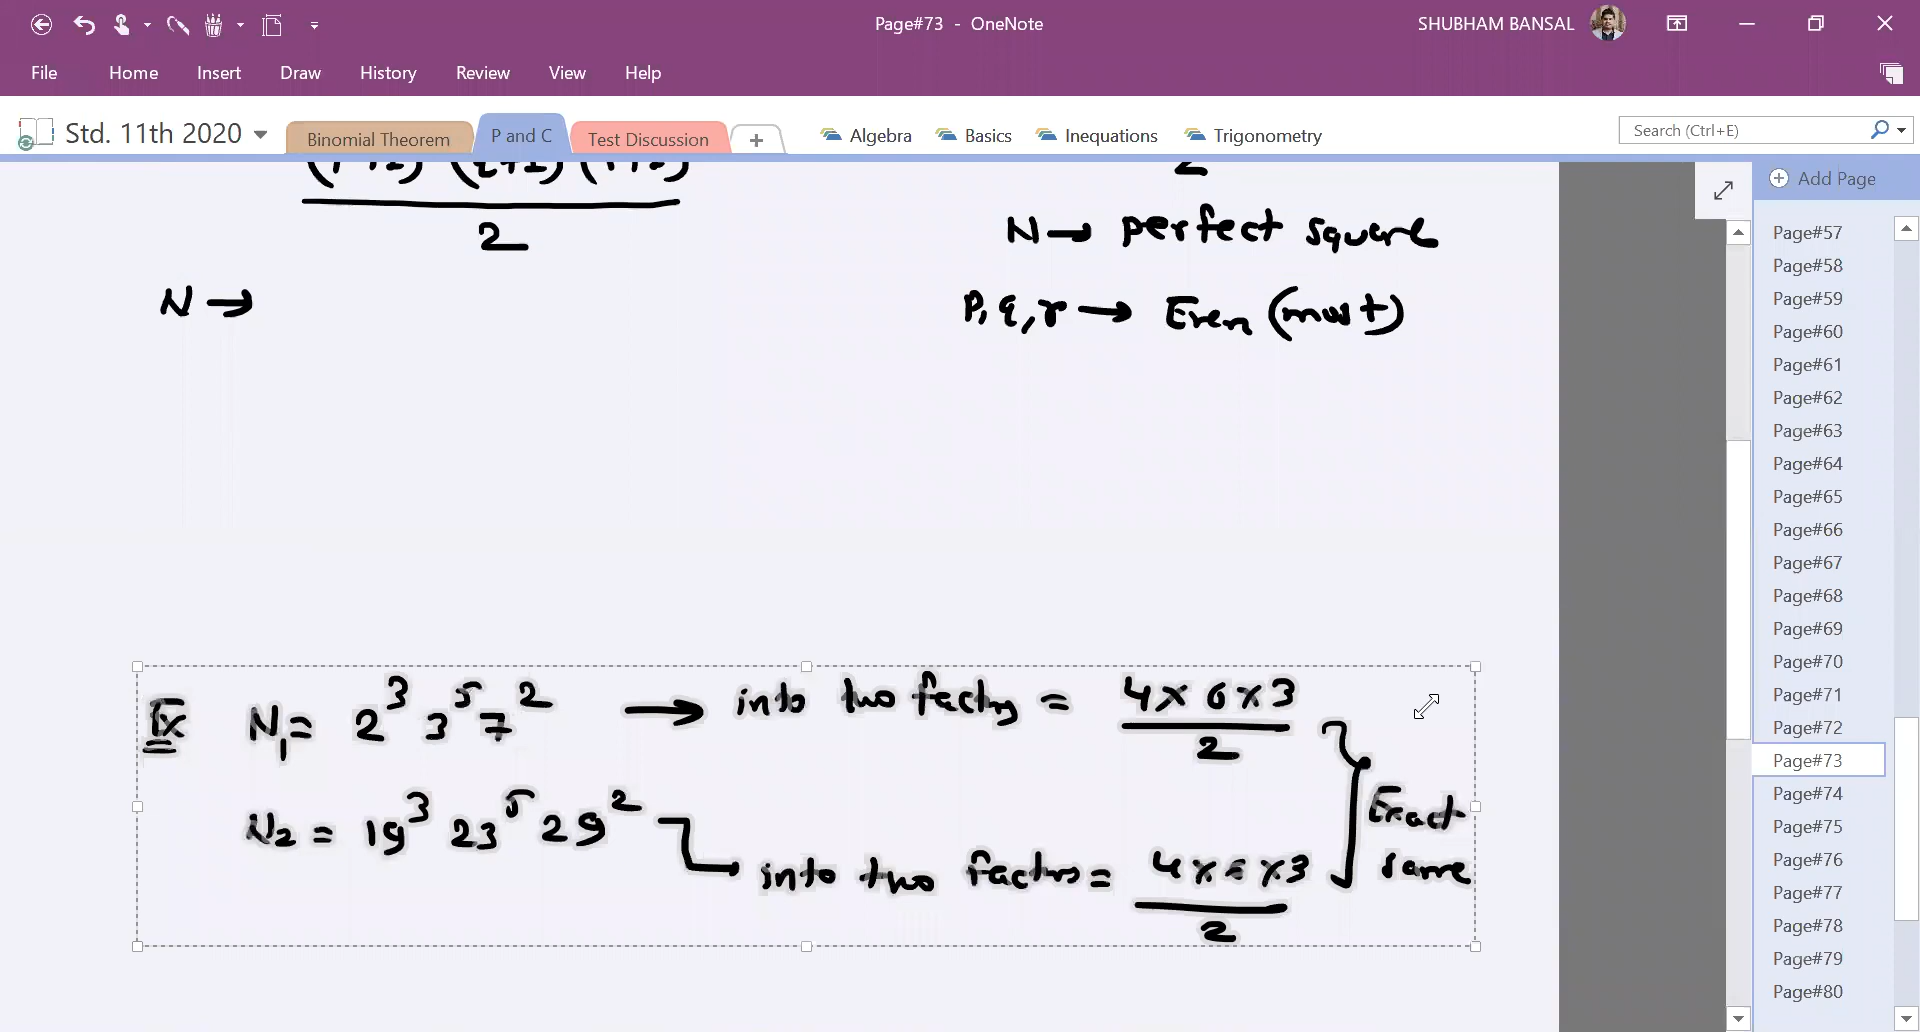 Page#73 - OneNote
SHUBHAM BANSAL
File Home Insert Draw History Review View Help
Std. 11th 2020
Binomial Theorem
P and C
Test Discussion
+
Algebra
Basics
Inequations
Trigonometry
Search (Ctrl+E)
Add Page
Page#57
Page#58
Page#59
Page#60
Page#61
Page#62
Page#63
Page#64
Page#65
Page#66
Page#67
Page#68
Page#69
Page#70
Page#71
Page#72
Page#73
Page#74
Page#75
Page#76
Page#77
Page#78
Page#79
Page#80
2
2
N → perfect square
N →
P, q, r → Even (must)
Ex N₁ = 2³ 3⁵ 7² → into two factors = 4 x 6 x 3
2
N₂ = 19³ 23⁵ 29²
into two factors = 4 x 6 x 3
2
Exact
same